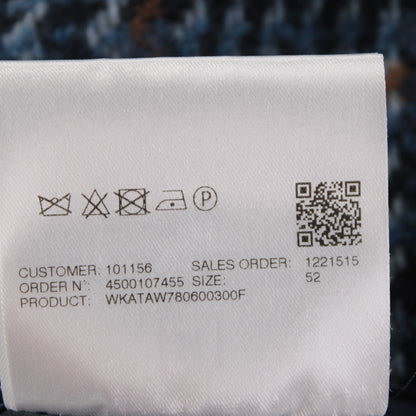 P
CUSTOMER: 101156 SALES ORDER: 1221515
ORDER N°: 4500107455 SIZE: 52
PRODUCT: WKATAW780600300F